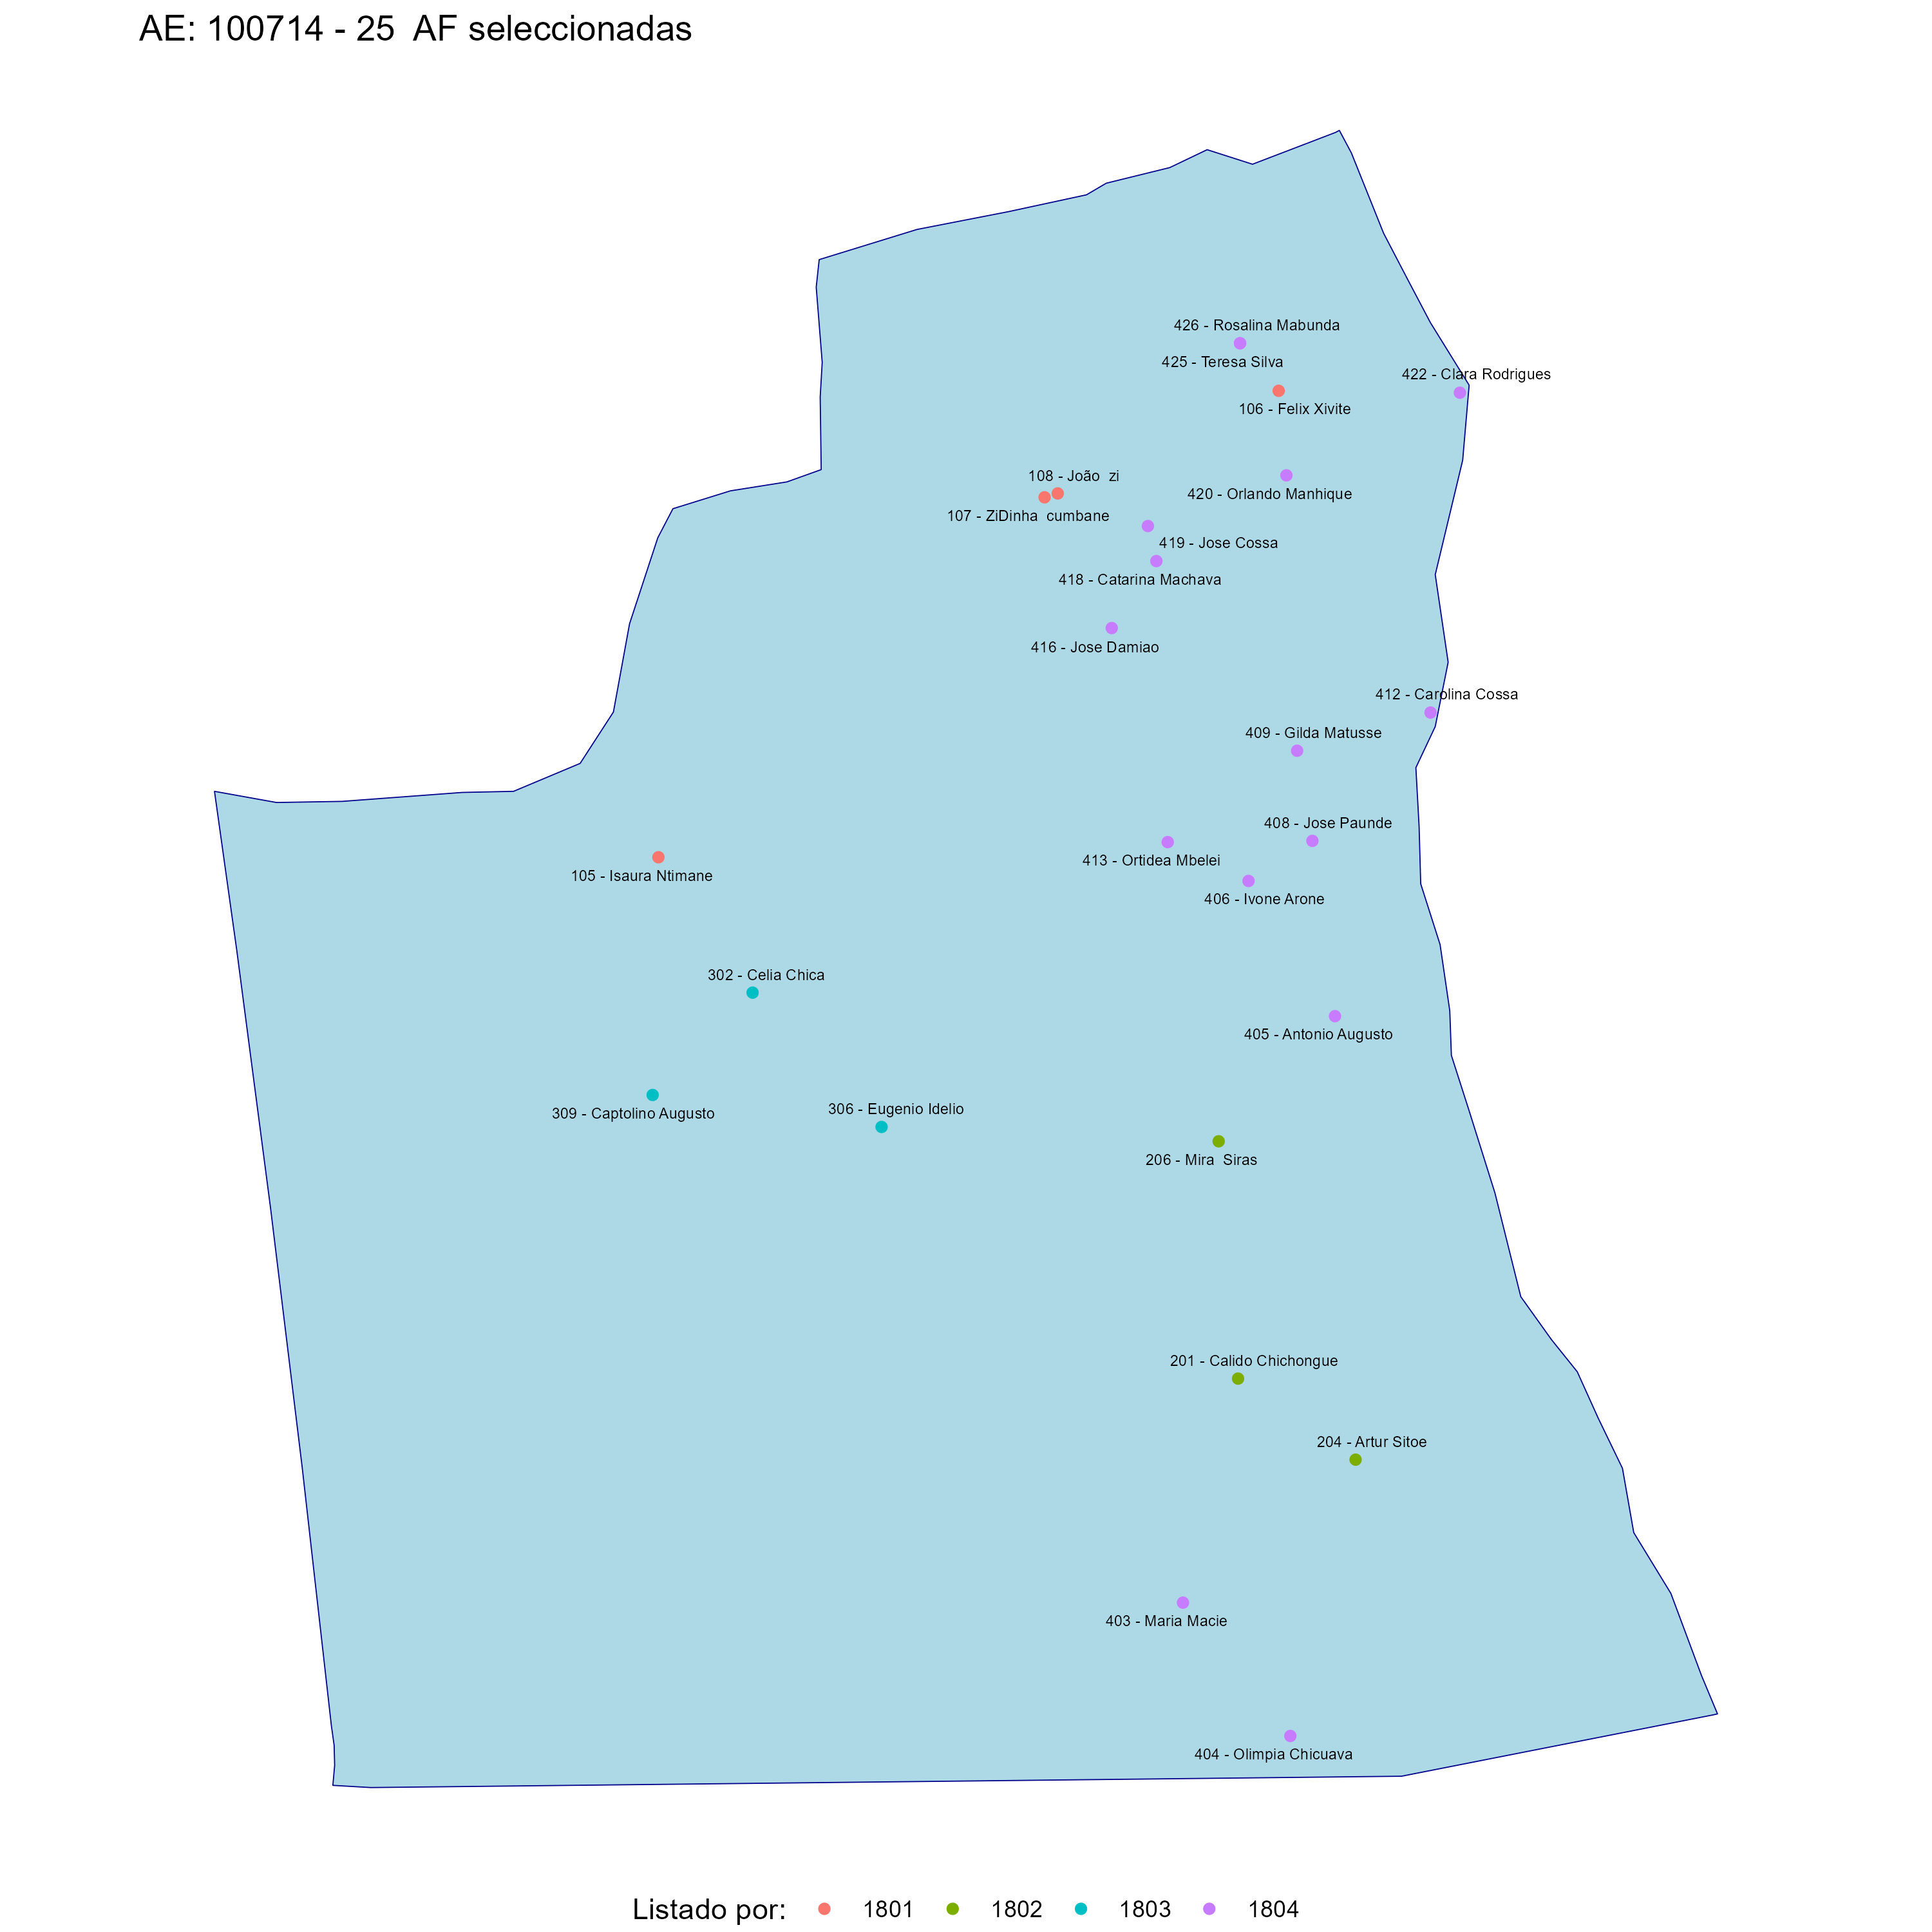 AE: 100714 - 25  AF seleccionadas
426 - Rosalina Mabunda
425 - Teresa Silva
422 - Clara Rodrigues
106 - Felix Xivite
108 - João  zi
420 - Orlando Manhique
107 - ZiDinha  cumbane
419 - Jose Cossa
418 - Catarina Machava
416 - Jose Damiao
412 - Carolina Cossa
409 - Gilda Matusse
408 - Jose Paunde
413 - Ortidea Mbelei
105 - Isaura Ntimane
406 - Ivone Arone
302 - Celia Chica
405 - Antonio Augusto
309 - Captolino Augusto
306 - Eugenio Idelio
206 - Mira  Siras
201 - Calido Chichongue
204 - Artur Sitoe
403 - Maria Macie
404 - Olimpia Chicuava
Listado por: 1801 1802 1803 1804